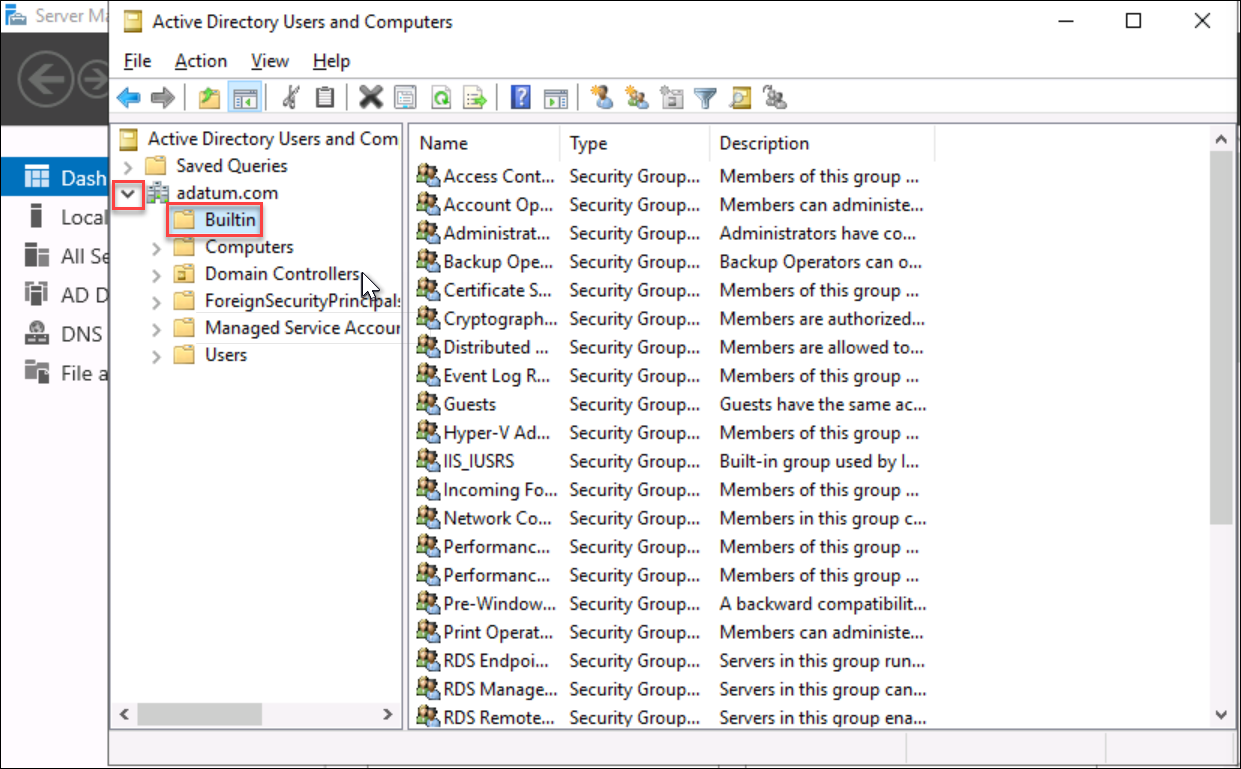 Server Ma
Active Directory Users and Computers
File Action View Help
Dash
Local
All Se
AD D
DNS
File a
Active Directory Users and Com
Saved Queries
adatum.com
Builtin
Computers
Domain Controllers
ForeignSecurityPrincipals
Managed Service Accour
Users
Name Type Description
Access Cont... Security Group... Members of this group ...
Account Op... Security Group... Members can administe...
Administrat... Security Group... Administrators have co...
Backup Ope... Security Group... Backup Operators can o...
Certificate S... Security Group... Members of this group ...
Cryptograph... Security Group... Members are authorized...
Distributed ... Security Group... Members are allowed to...
Event Log R... Security Group... Members of this group ...
Guests Security Group... Guests have the same ac...
Hyper-V Ad... Security Group... Members of this group ...
IIS_IUSRS Security Group... Built-in group used by I...
Incoming Fo... Security Group... Members of this group ...
Network Co... Security Group... Members in this group c...
Performanc... Security Group... Members of this group ...
Performanc... Security Group... Members of this group ...
Pre-Window... Security Group... A backward compatibilit...
Print Operat... Security Group... Members can administe...
RDS Endpoi... Security Group... Servers in this group run...
RDS Manage... Security Group... Servers in this group can...
RDS Remote... Security Group... Servers in this group ena...